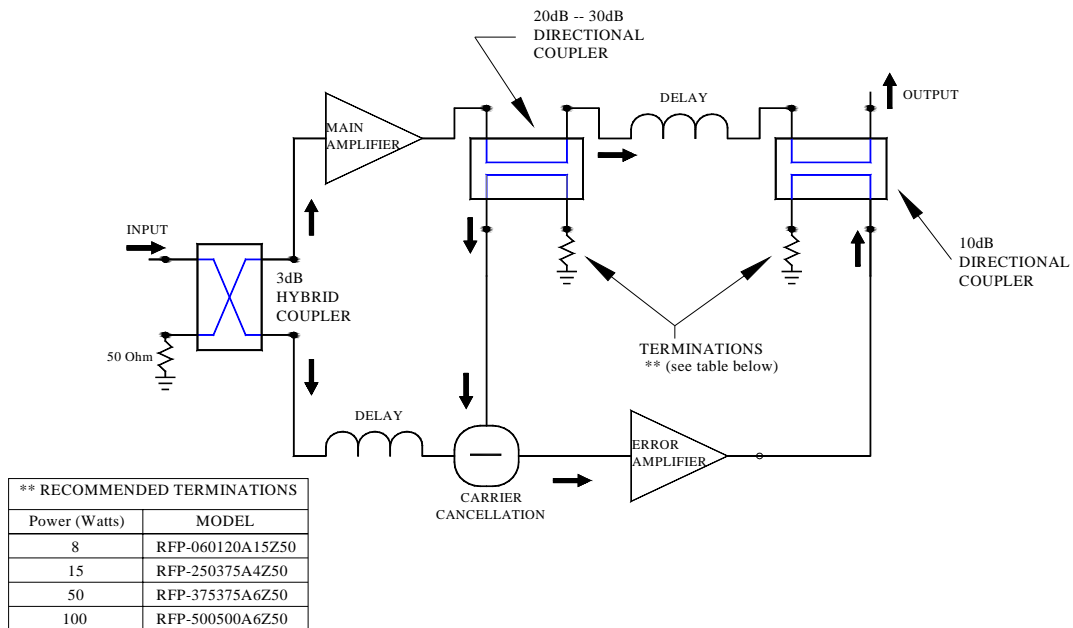 20dB -- 30dB
DIRECTIONAL
COUPLER
DELAY
OUTPUT
MAIN
AMPLIFIER
INPUT
3dB
HYBRID
COUPLER
50 Ohm
10dB
DIRECTIONAL
COUPLER
TERMINATIONS
** (see table below)
DELAY
ERROR
AMPLIFIER
CARRIER
CANCELLATION
** RECOMMENDED TERMINATIONS
Power (Watts) MODEL
8 RFP-060120A15Z50
15 RFP-250375A4Z50
50 RFP-375375A6Z50
100 RFP-500500A6Z50